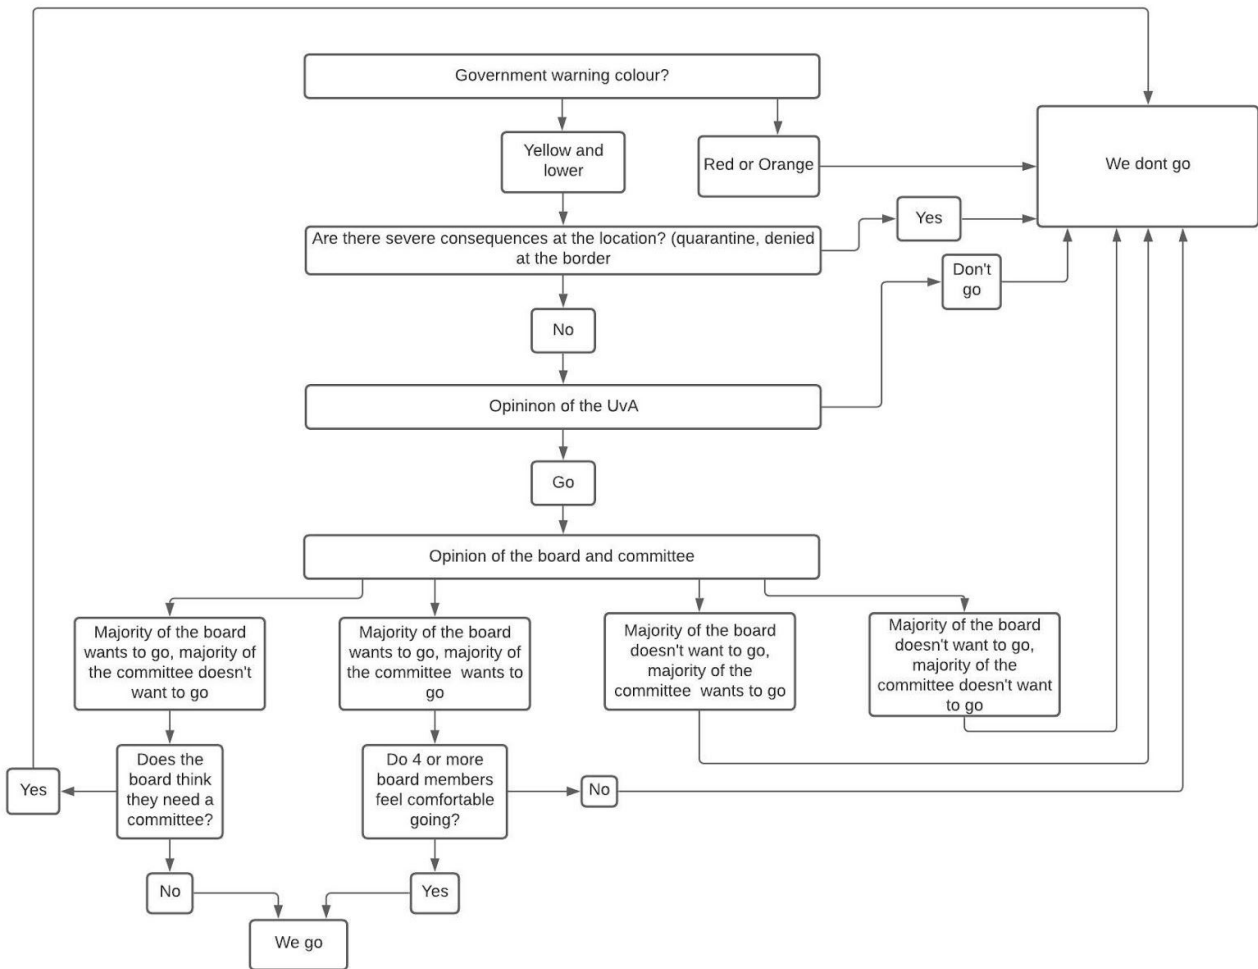 Government warning colour?
Yellow and
lower
Red or Orange
We dont go
Are there severe consequences at the location? (quarantine, denied
at the border
Yes
Don't
go
No
Opininon of the UvA
Go
Opinion of the board and committee
Majority of the board
wants to go, majority of
the committee doesn't
want to go
Majority of the board
wants to go, majority of
the committee  wants to
go
Majority of the board
doesn't want to go,
majority of the
committee  wants to go
Majority of the board
doesn't want to go,
majority of the
committee doesn't want
to go
Yes
Does the
board think
they need a
committee?
Do 4 or more
board members
feel comfortable
going?
No
No
Yes
We go